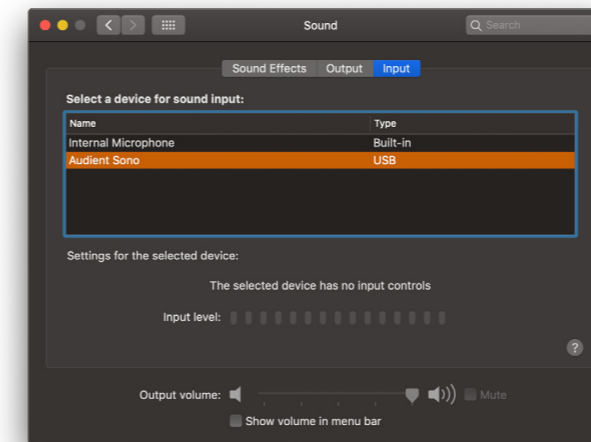 Sound
Search
Sound Effects Output Input
Select a device for sound input:
Name Type
Internal Microphone Built-in
Audient Sono USB
Settings for the selected device:
The selected device has no input controls
Input level:
?
Output volume: Mute
Show volume in menu bar